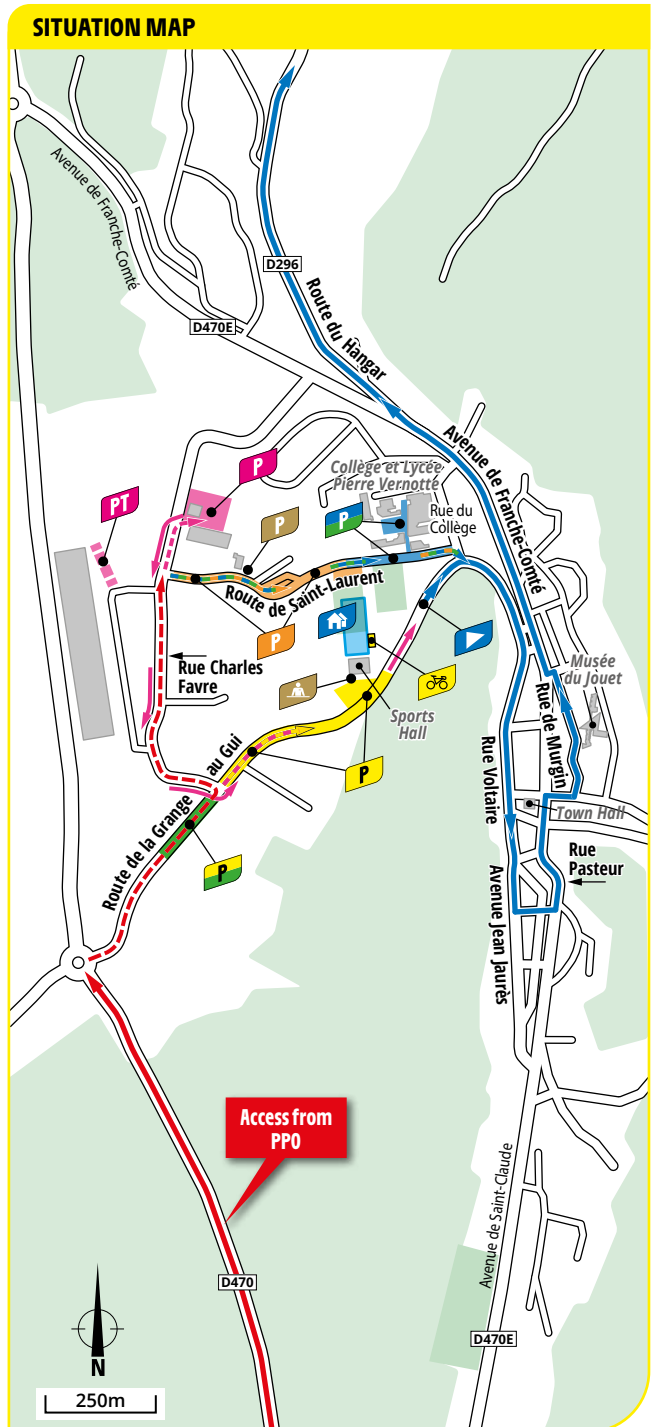 SITUATION MAP
Avenue de Franche-Comté
D296
D470E
Route du Hangar
Avenue de Franche-Comté
Collège et Lycée
Pierre Vernotte
Rue du
Collège
P
PT
P
P
Route de Saint-Laurent
P
Rue Charles
Favre
Sports
Hall
Musée
du Jouet
Rue de Murgin
Rue Voltaire
Town Hall
P
Route de la Grange au Gui
P
Rue
Pasteur
Avenue Jean Jaurès
Access from
PPO
Avenue de Saint-Claude
D470
D470E
N
250m